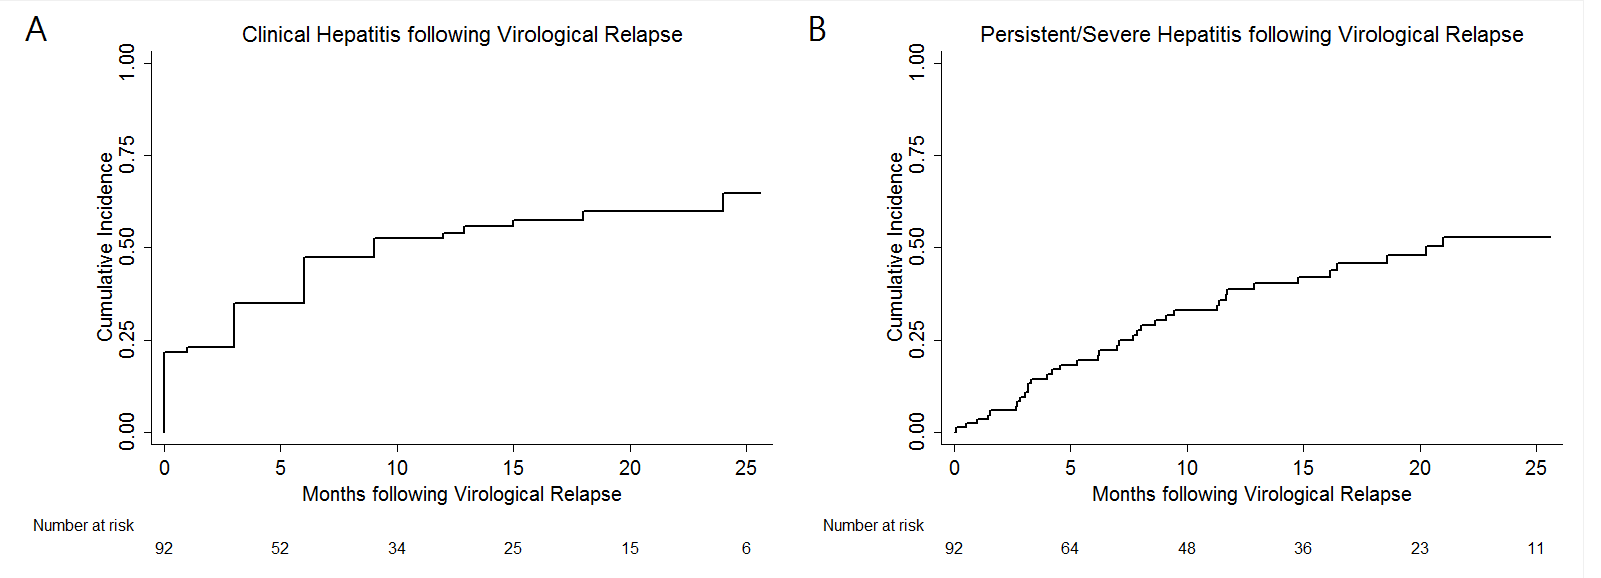 A
Clinical Hepatitis following Virological Relapse
1.00
0.75
0.50
0.25
0.00
Cumulative Incidence
0 5 10 15 20 25
Months following Virological Relapse
Number at risk
92 52 34 25 15 6
B
Persistent/Severe Hepatitis following Virological Relapse
1.00
0.75
0.50
0.25
0.00
Cumulative Incidence
0 5 10 15 20 25
Months following Virological Relapse
Number at risk
92 64 48 36 23 11